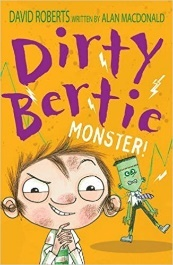 DAVID ROBERTS WRITTEN BY ALAN MACDONALD
Dirty
Bertie
MONSTER!